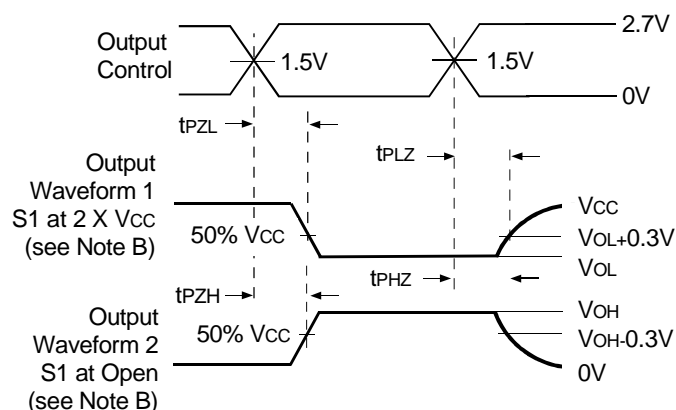 Output
Control
1.5V
1.5V
2.7V
0V
tPZL
tPLZ
Output
Waveform 1
S1 at 2 X VCC
(see Note B)
50% VCC
VCC
VOL+0.3V
VOL
tPZH
tPHZ
Output
Waveform 2
S1 at Open
(see Note B)
50% VCC
VOH
VOH-0.3V
0V